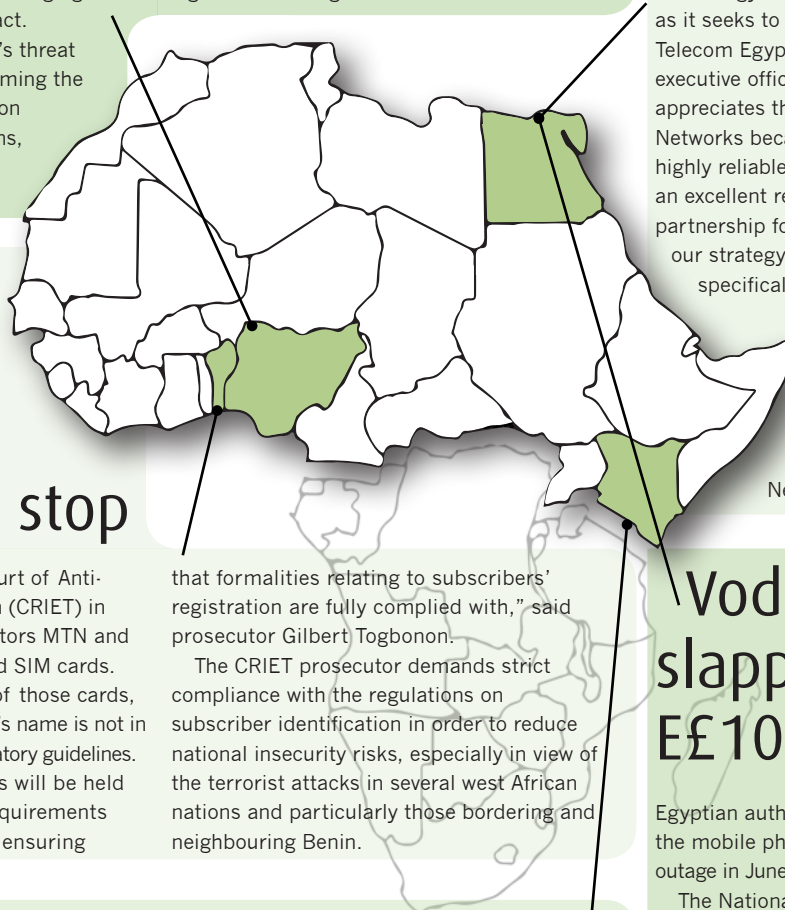 act.
's threat
ming the
on
ns,
as it seeks to
Telecom Egyp
executive offic
appreciates th
Networks beca
highly reliable
an excellent re
partnership fo
our strategy
specifical
Ne
stop
urt of Anti-
n (CRIET) in
tors MTN and
d SIM cards.
of those cards,
's name is not in
atory guidelines.
s will be held
quirements
ensuring
that formalities relating to subscribers’
registration are fully complied with,” said
prosecutor Gilbert Togbonon.
The CRIET prosecutor demands strict
compliance with the regulations on
subscriber identification in order to reduce
national insecurity risks, especially in view of
the terrorist attacks in several west African
nations and particularly those bordering and
neighbouring Benin.
Vod
slapp
E£10
Egyptian auth
the mobile ph
outage in June
The Nationa